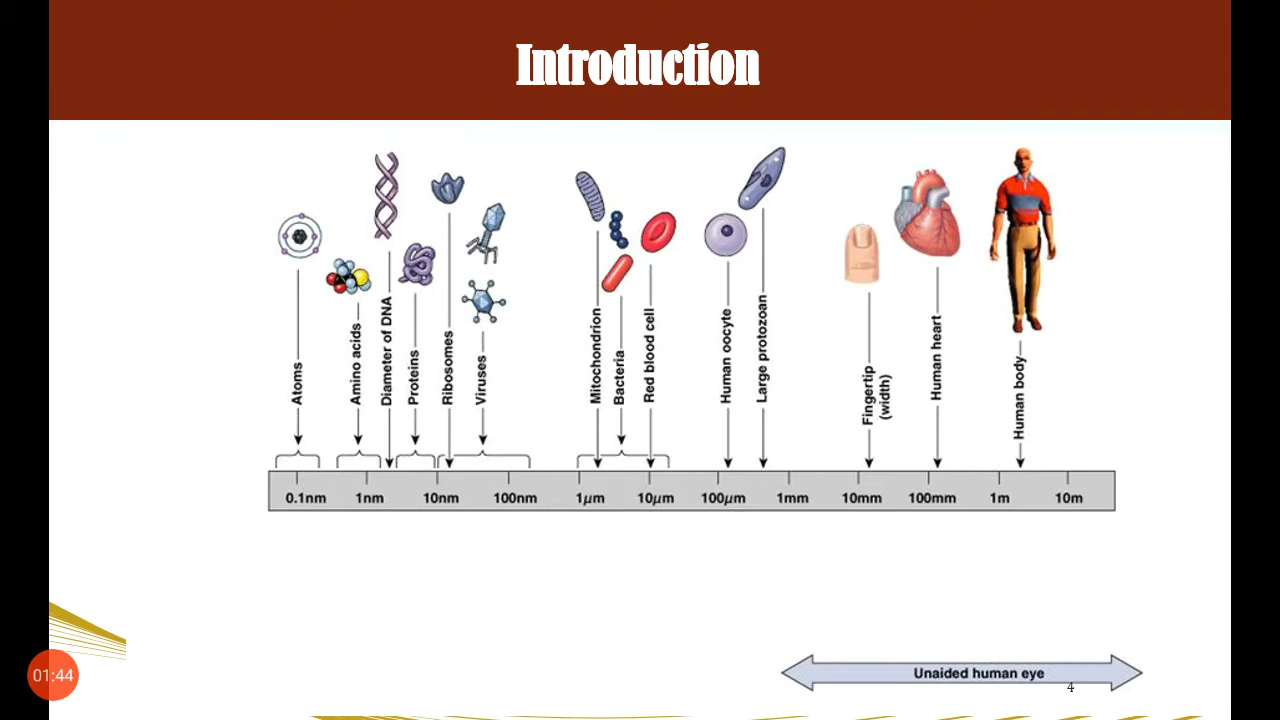 Introduction
Atoms
Amino acids
Diameter of DNA
Proteins
Ribosomes
Viruses
Mitochondrion
Bacteria
Red blood cell
Human oocyte
Large protozoan
Fingertip
(width)
Human heart
Human body
0.1nm 1nm 10nm 100nm 1μm 10μm 100μm 1mm 10mm 100mm 1m 10m
Unaided human eye
4
01:44